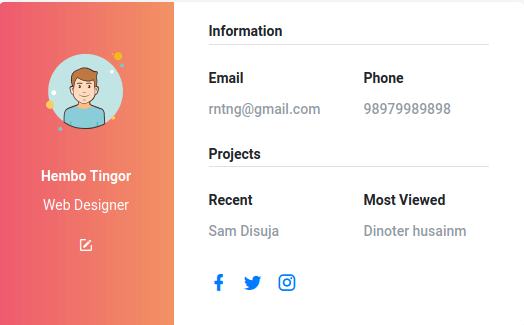 Hembo Tingor
Web Designer
Information
Email Phone
rntng@gmail.com 98979989898
Projects
Recent Most Viewed
Sam Disuja Dinoter husainm